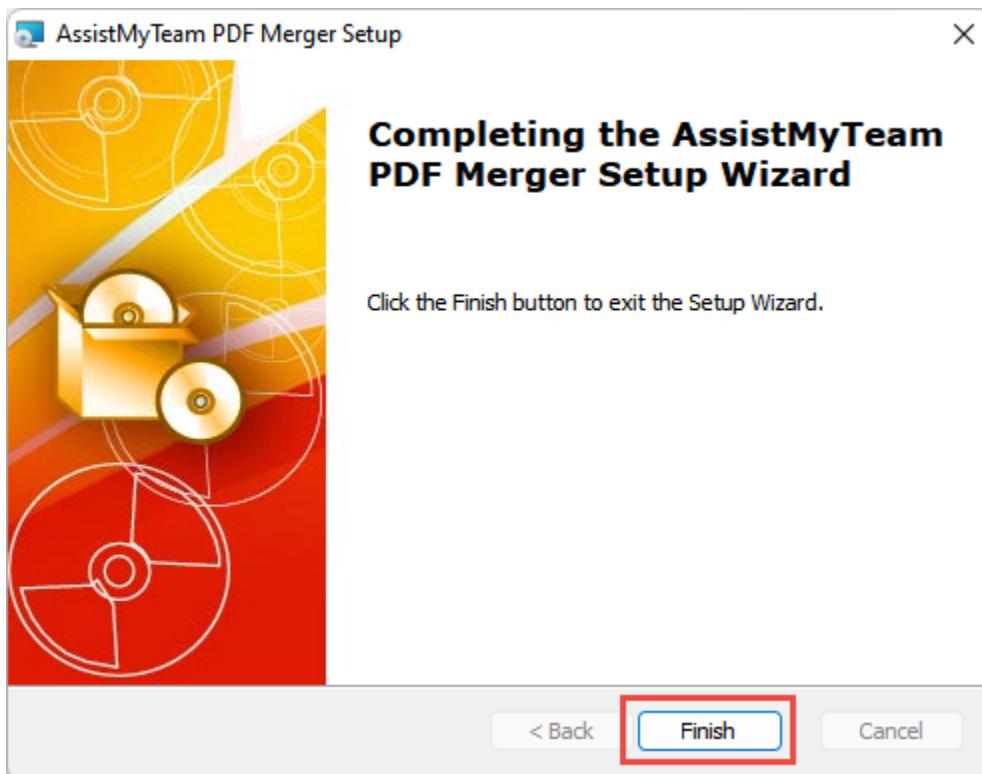 AssistMyTeam PDF Merger Setup
Completing the AssistMyTeam
PDF Merger Setup Wizard
Click the Finish button to exit the Setup Wizard.
< Back
Finish
Cancel